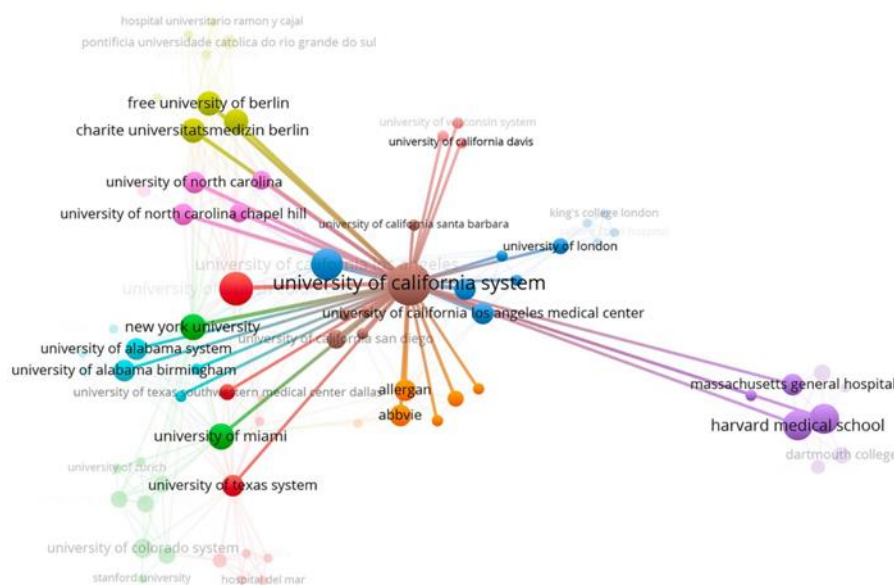 hospital universitario ramon y cajal
pontificia universidade catolica do rio grande do sul
free university of berlin
university of wisconsin system
charite universitatsmedizin berlin
university of california davis
university of north carolina
university of north carolina chapel hill
king's college london
university of california santa barbara
university of london
university of california los angeles
university of california system
university of california los angeles medical center
new york university
university of california san diego
university of alabama system
university of alabama birmingham
massachusetts general hospital
university of texas southwestern medical center dallas
allergan
abbvie
harvard medical school
university of miami
dartmouth college
university of zurich
university of texas system
university of colorado system
stanford university
hospital del mar